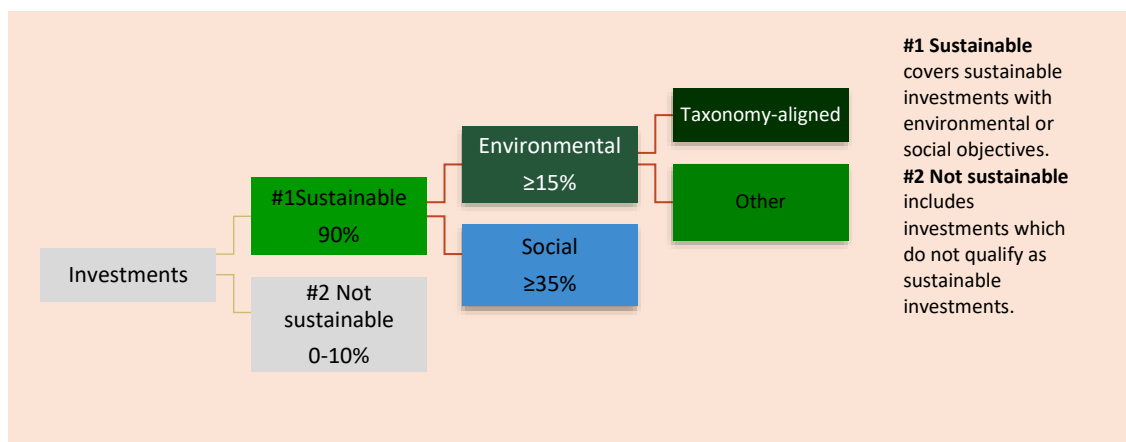 Investments
#1Sustainable
90%
#2 Not
sustainable
0-10%
Environmental
≥15%
Social
≥35%
Taxonomy-aligned
Other
#1 Sustainable
covers sustainable
investments with
environmental or
social objectives.
#2 Not sustainable
includes
investments which
do not qualify as
sustainable
investments.